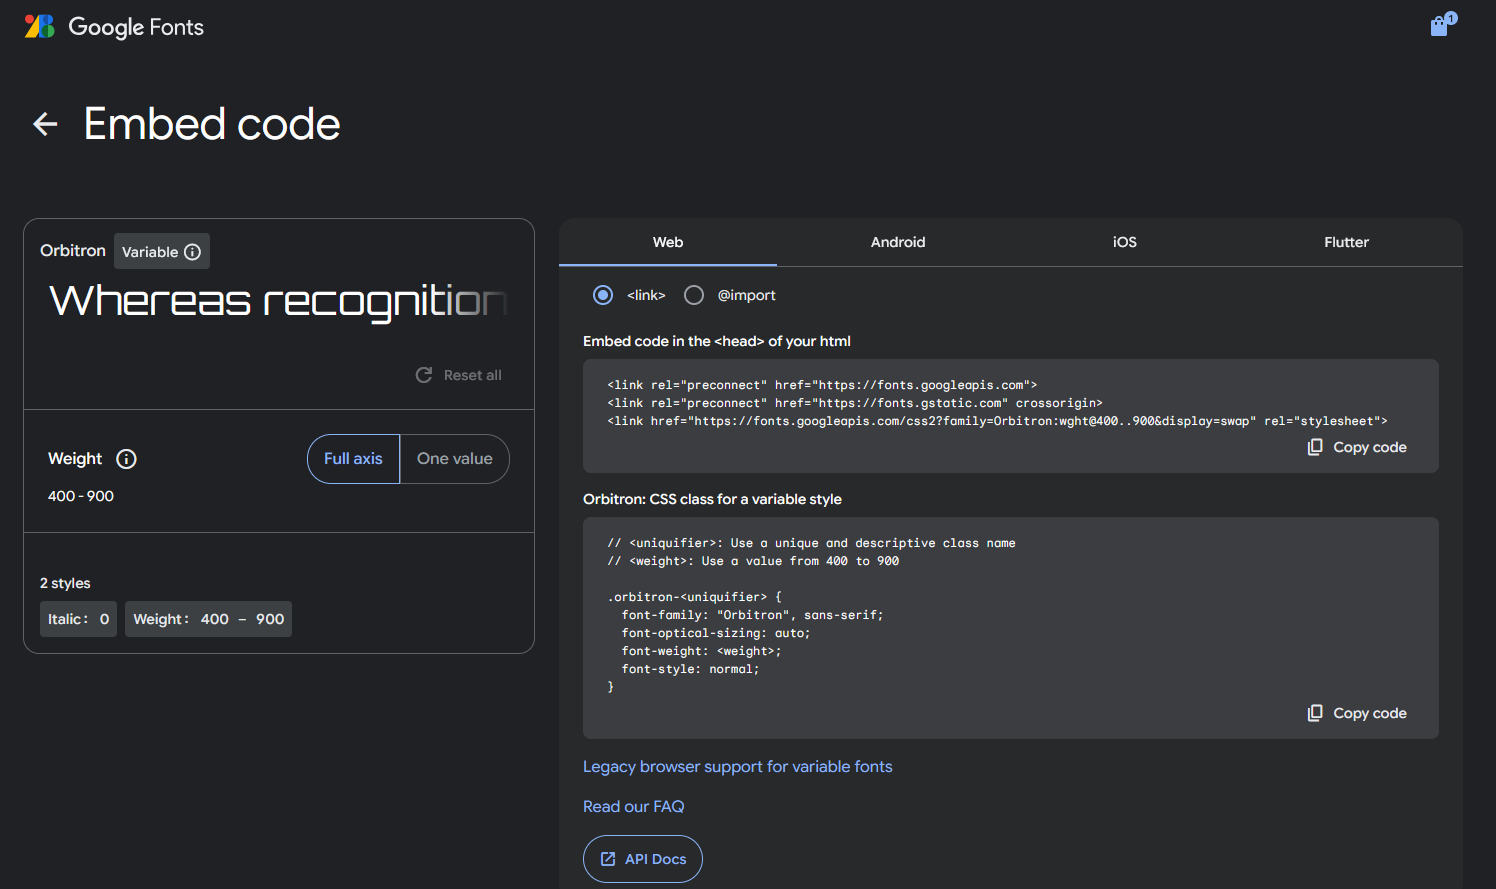 Google Fonts
1
Embed code
Orbitron
Variable
Whereas recognition
Reset all
Weight
Full axis
One value
400 - 900
2 styles
Italic: 0
Weight: 400 – 900
Web
Android
iOS
Flutter
<link>
@import
Embed code in the <head> of your html
<link rel="preconnect" href="https://fonts.googleapis.com">
<link rel="preconnect" href="https://fonts.gstatic.com" crossorigin>
<link href="https://fonts.googleapis.com/css2?family=Orbitron:wght@400..900&display=swap" rel="stylesheet">
Copy code
Orbitron: CSS class for a variable style
// <uniquifier>: Use a unique and descriptive class name
// <weight>: Use a value from 400 to 900
.orbitron-<uniquifier> {
  font-family: "Orbitron", sans-serif;
  font-optical-sizing: auto;
  font-weight: <weight>;
  font-style: normal;
}
Copy code
Legacy browser support for variable fonts
Read our FAQ
API Docs